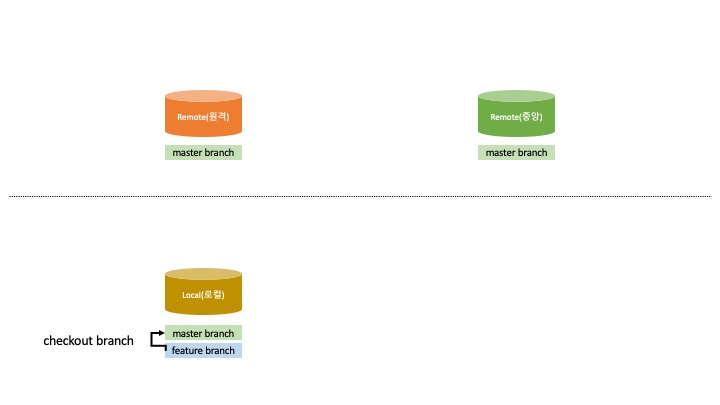 Remote(원격)
Remote(중앙)
master branch
master branch
Local(로컬)
master branch
checkout branch
feature branch